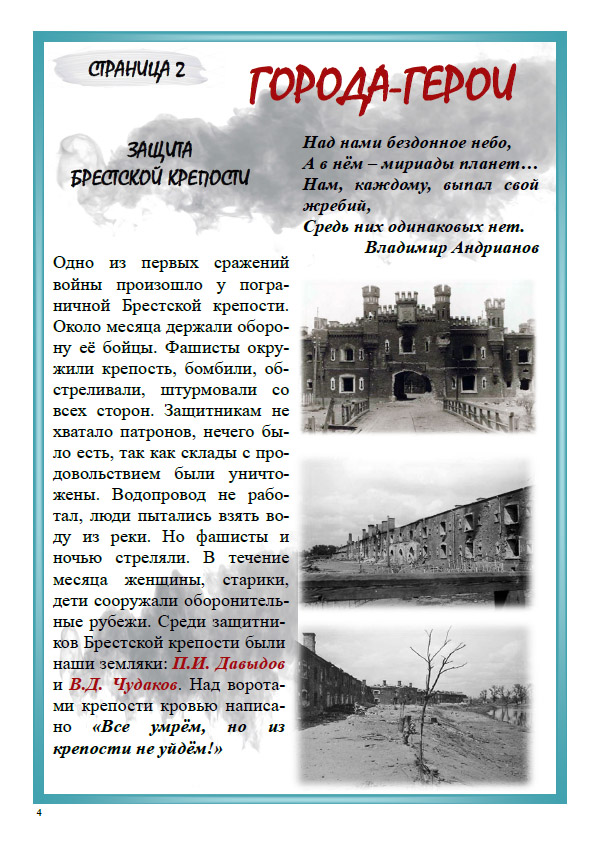 СТРАНИЦА 2
ГОРОДА-ГЕРОИ
ЗАЩИТА
БРЕСТСКОЙ КРЕПОСТИ
Над нами бездонное небо,
А в нём – мириады планет…
Нам, каждому, выпал свой
жребий,
Средь них одинаковых нет.
Владимир Андрианов
Одно из первых сражений
войны произошло у погра-
ничной Брестской крепости.
Около месяца держали оборо-
ну её бойцы. Фашисты окру-
жили крепость, бомбили, об-
стреливали, штурмовали со
всех сторон. Защитникам не
хватало патронов, нечего бы-
ло есть, так как склады с про-
довольствием были уничто-
жены. Водопровод не рабо-
тал, люди пытались взять во-
ду из реки. Но фашисты и
ночью стреляли. В течение
месяца женщины, старики,
дети сооружали оборонитель-
ные рубежи. Среди защитни-
ков Брестской крепости были
наши земляки: П.И. Давыдов
и В.Д. Чудаков. Над ворота-
ми крепости кровью написа-
но «Все умрём, но из
крепости не уйдём!»
4